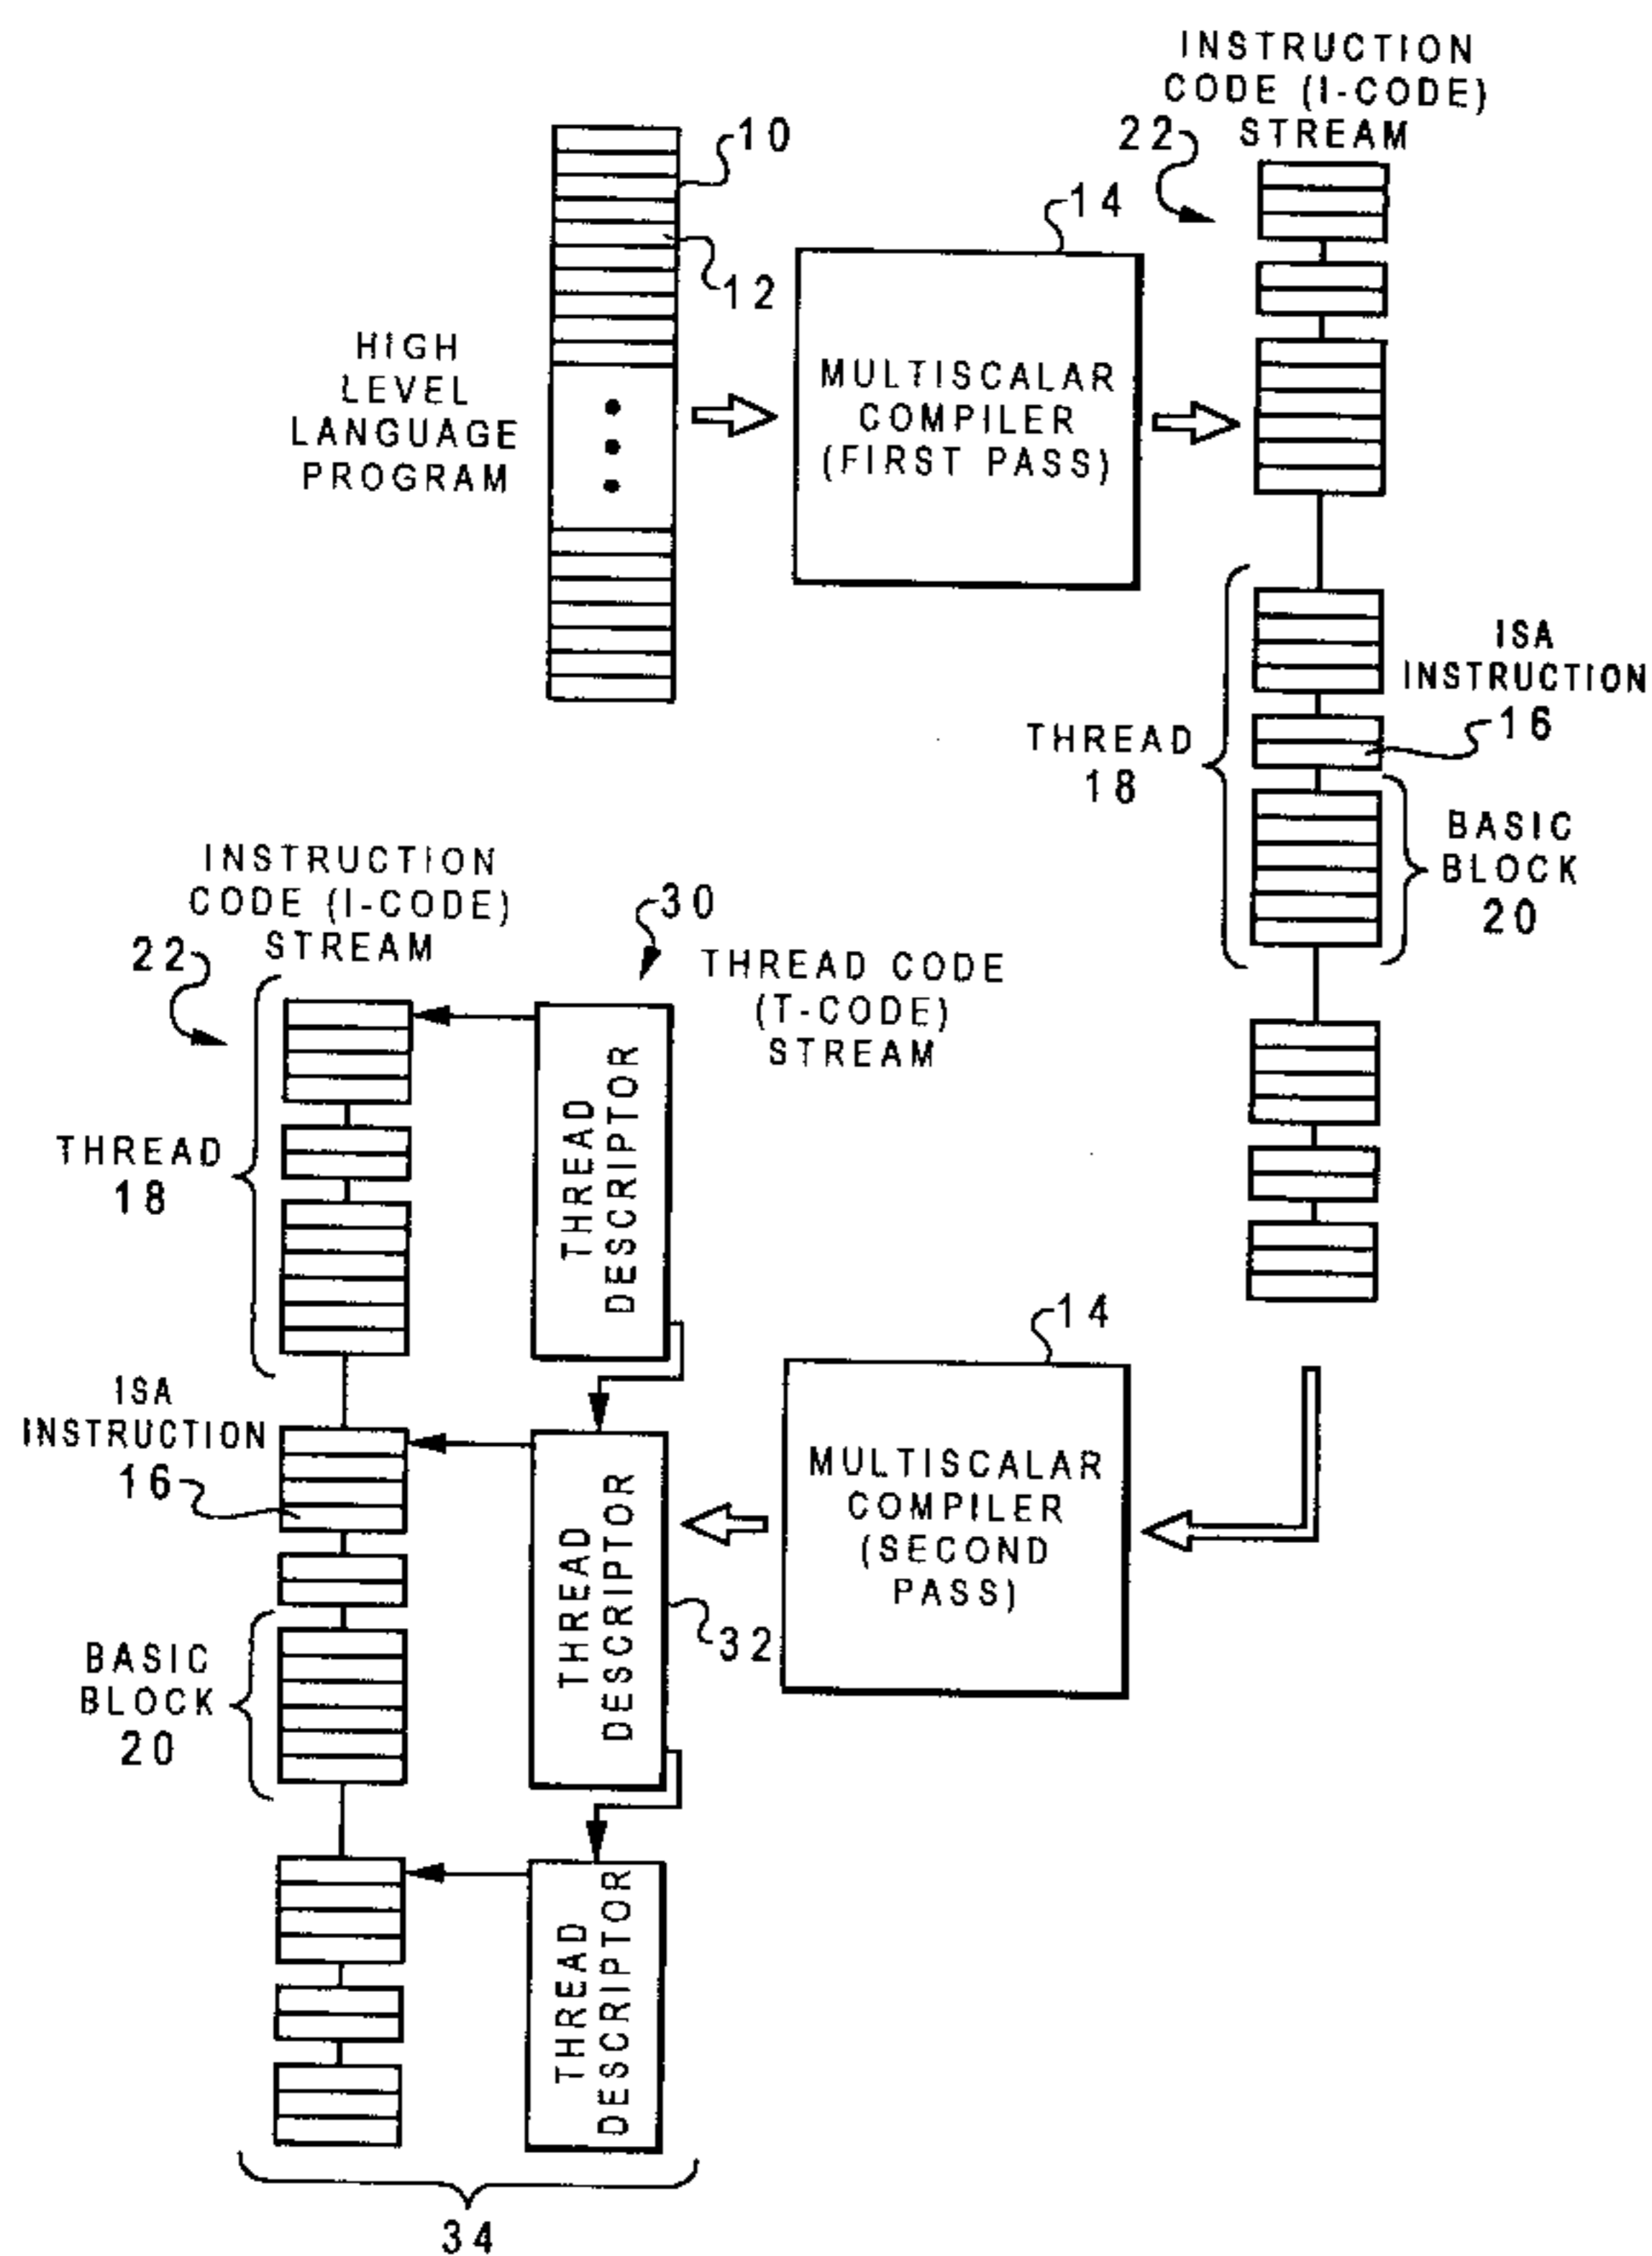 INSTRUCTION
CODE (I-CODE)
STREAM
22
10
12
14
HIGH
LEVEL
LANGUAGE
PROGRAM
MULTISCALAR
COMPILER
(FIRST PASS)
ISA
INSTRUCTION
16
THREAD
18
BASIC
BLOCK
20
INSTRUCTION
CODE (I-CODE)
STREAM
22
30
THREAD CODE
(T-CODE)
STREAM
THREAD
18
THREAD
DESCRIPTOR
14
ISA
INSTRUCTION
16
THREAD
DESCRIPTOR
MULTISCALAR
COMPILER
(SECOND
PASS)
32
BASIC
BLOCK
20
THREAD
DESCRIPTOR
34